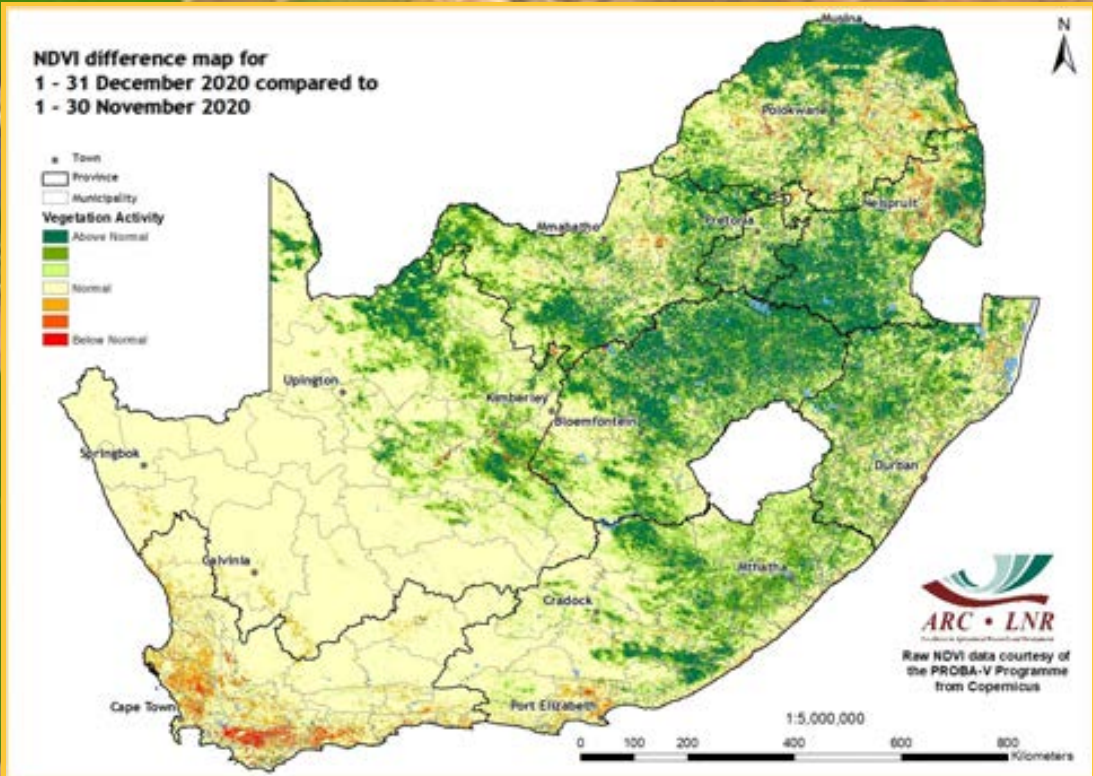 NDVI difference map for
1 - 31 December 2020 compared to
1 - 30 November 2020
N
Town
Province
Municipality
Vegetation Activity
Above Normal
Normal
Below Normal
Musina
Polokwane
Nelspruit
Pretoria
Mmabatho
Upington
Kimberley
Bloemfontein
Springbok
Durban
Calvinia
Mthatha
Cradock
Cape Town
Port Elizabeth
ARC • LNR
Raw NDVI data courtesy of
the PROBA-V Programme
from Copernicus
1:5,000,000
0 100 200 400 600 800
Kilometers